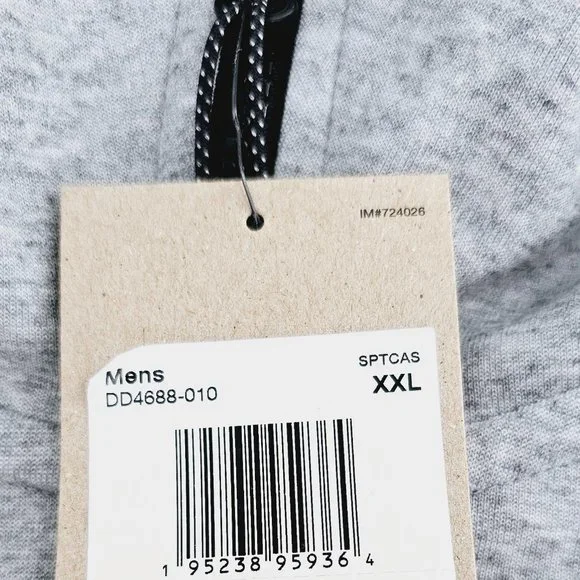 IM#724026
Mens SPTCAS
DD4688-010 XXL
1 95238 95936 4